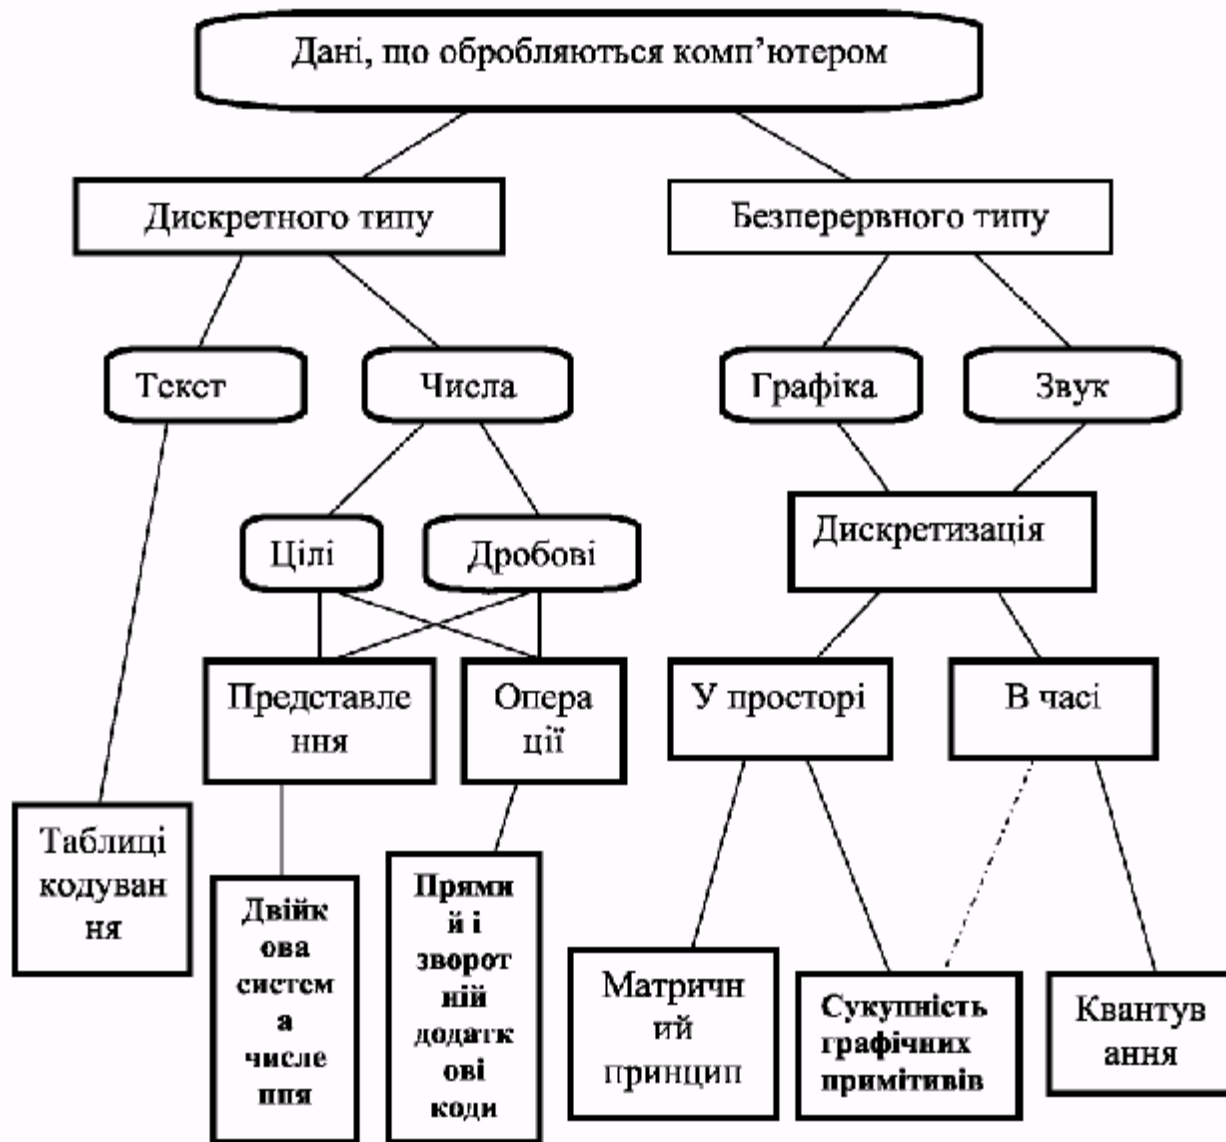 Дані, що обробляються комп’ютером
Дискретного типу
Безперервного типу
Текст
Числа
Графіка
Звук
Цілі
Дробові
Дискретизація
Представле
ння
Опера
ції
У просторі
В часі
Таблиці
кодуван
ня
Двійк
ова
систем
а
числе
ння
Прями
й і
зворот
ній
додатк
ові
коди
Матричн
ий
принцип
Сукупність
графічних
примітивів
Квантув
ання